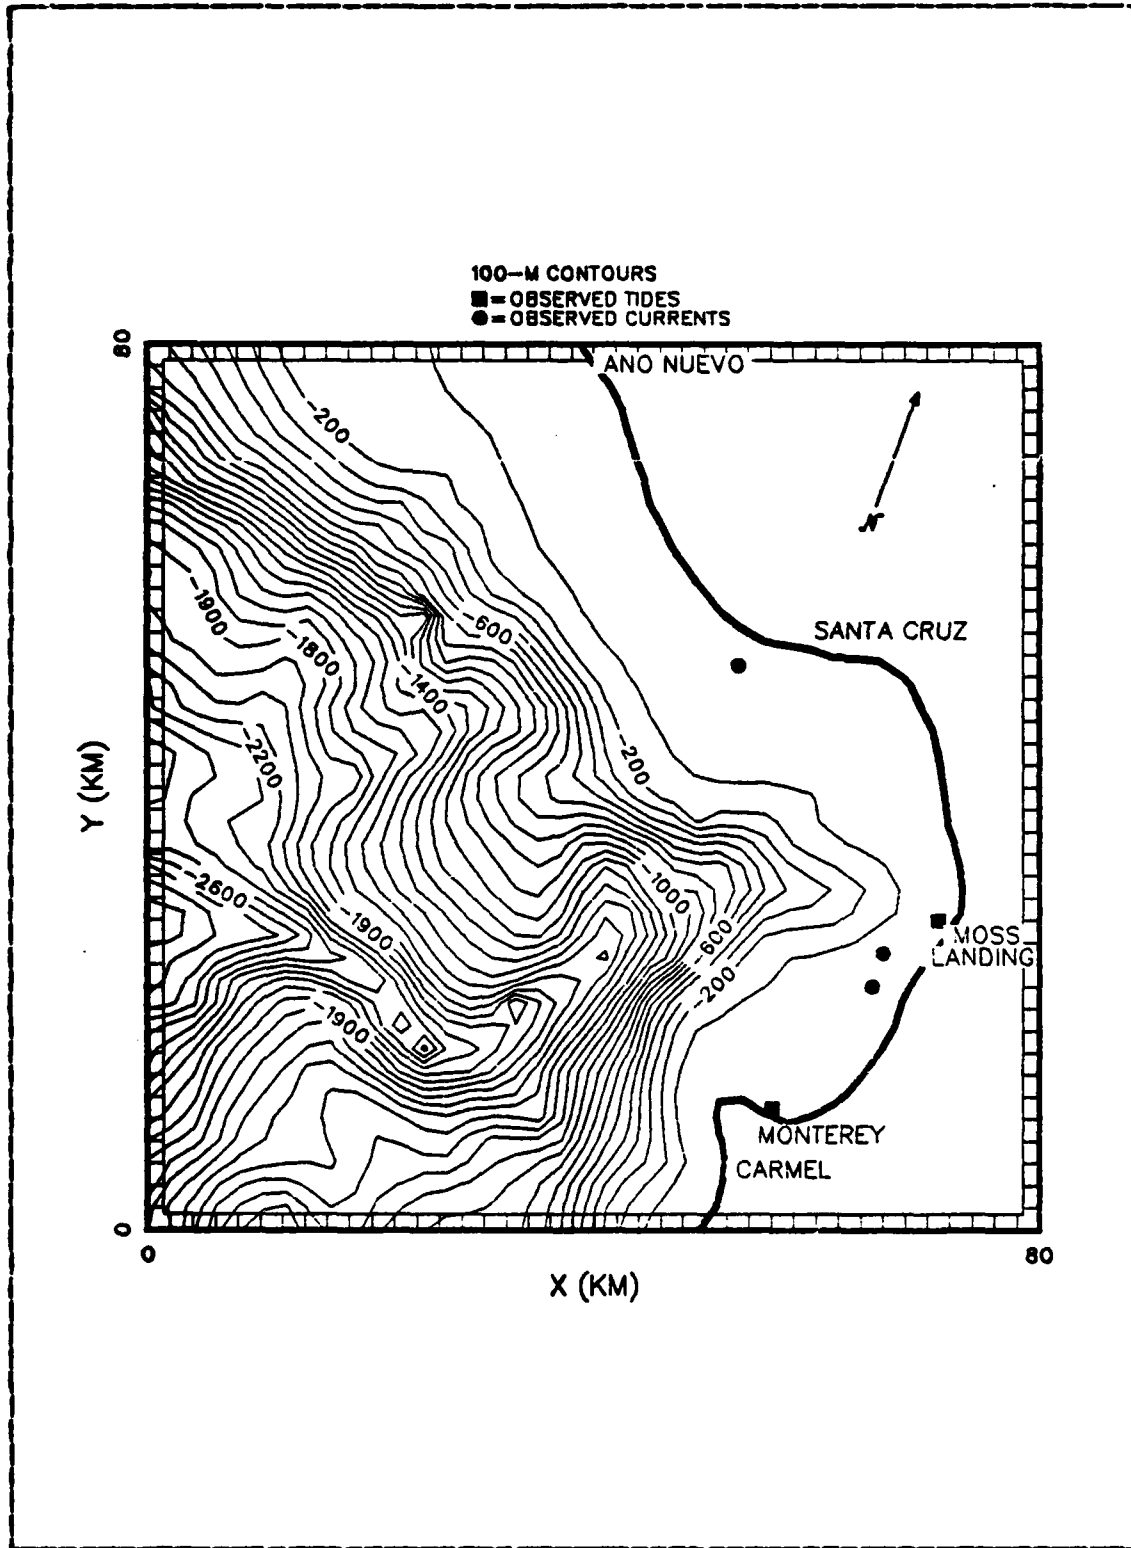 100-M CONTOURS
■ = OBSERVED TIDES
● = OBSERVED CURRENTS
80
ANO NUEVO
-200
N
-1900
-600
-1800
SANTA CRUZ
-1400
-2200
-200
Y (KM)
-2600
-1000
-1900
-600
MOSS
LANDING
-200
-1900
MONTEREY
CARMEL
0
0
80
X (KM)